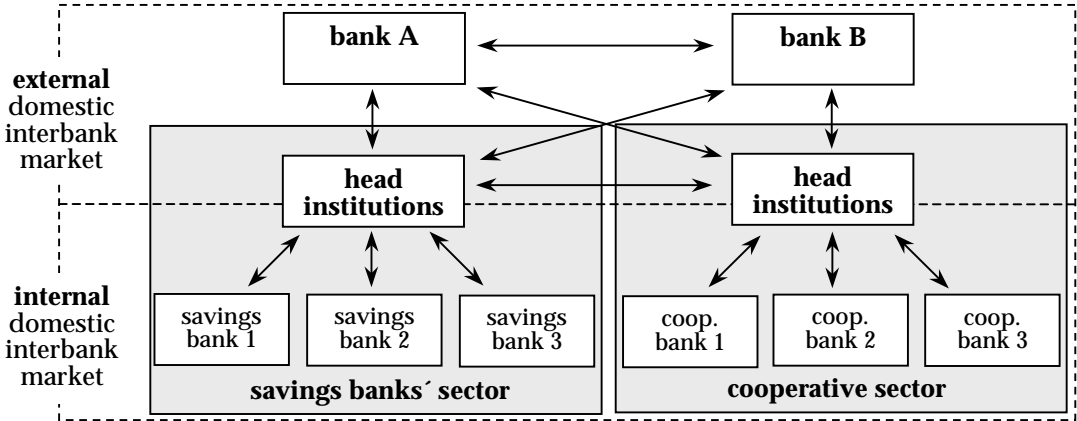 bank A
bank B
external
domestic
interbank
market
head
institutions
head
institutions
internal
domestic
interbank
market
savings
bank 1
savings
bank 2
savings
bank 3
coop.
bank 1
coop.
bank 2
coop.
bank 3
savings banks´ sector
cooperative sector